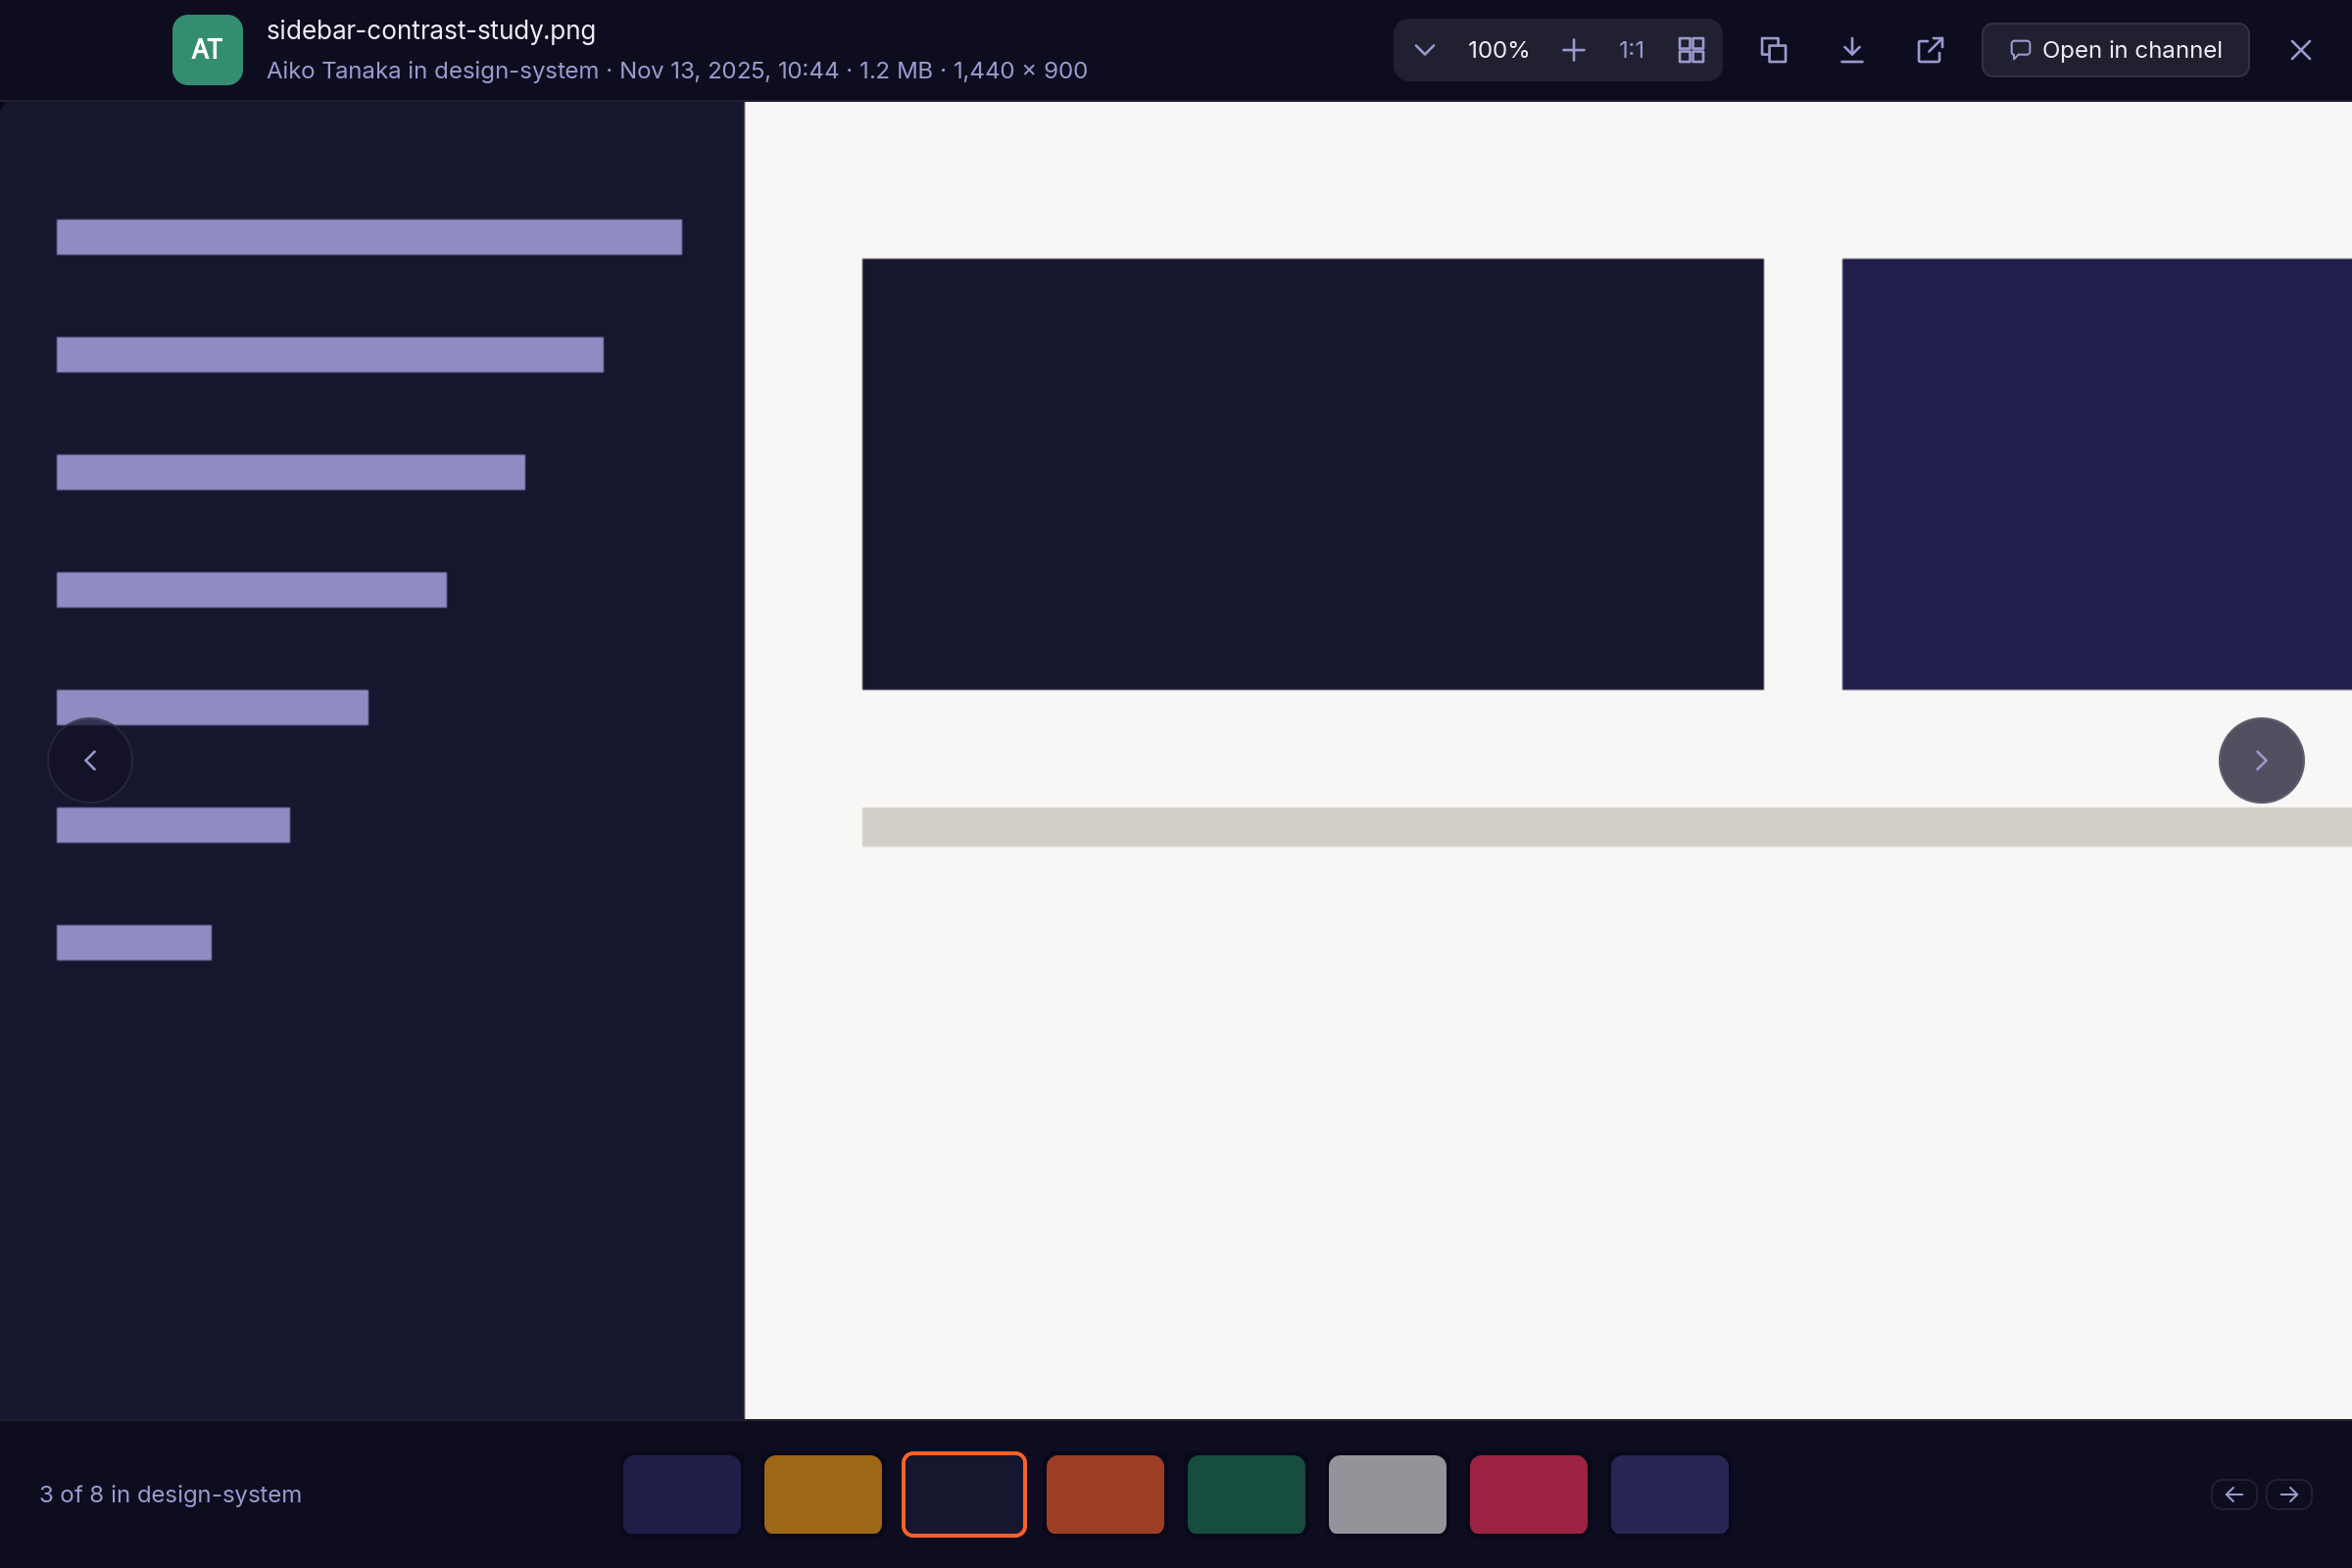 AT
sidebar-contrast-study.png
Aiko Tanaka in design-system · Nov 13, 2025, 10:44 · 1.2 MB · 1,440 × 900
100%
1:1
Open in channel
3 of 8 in design-system